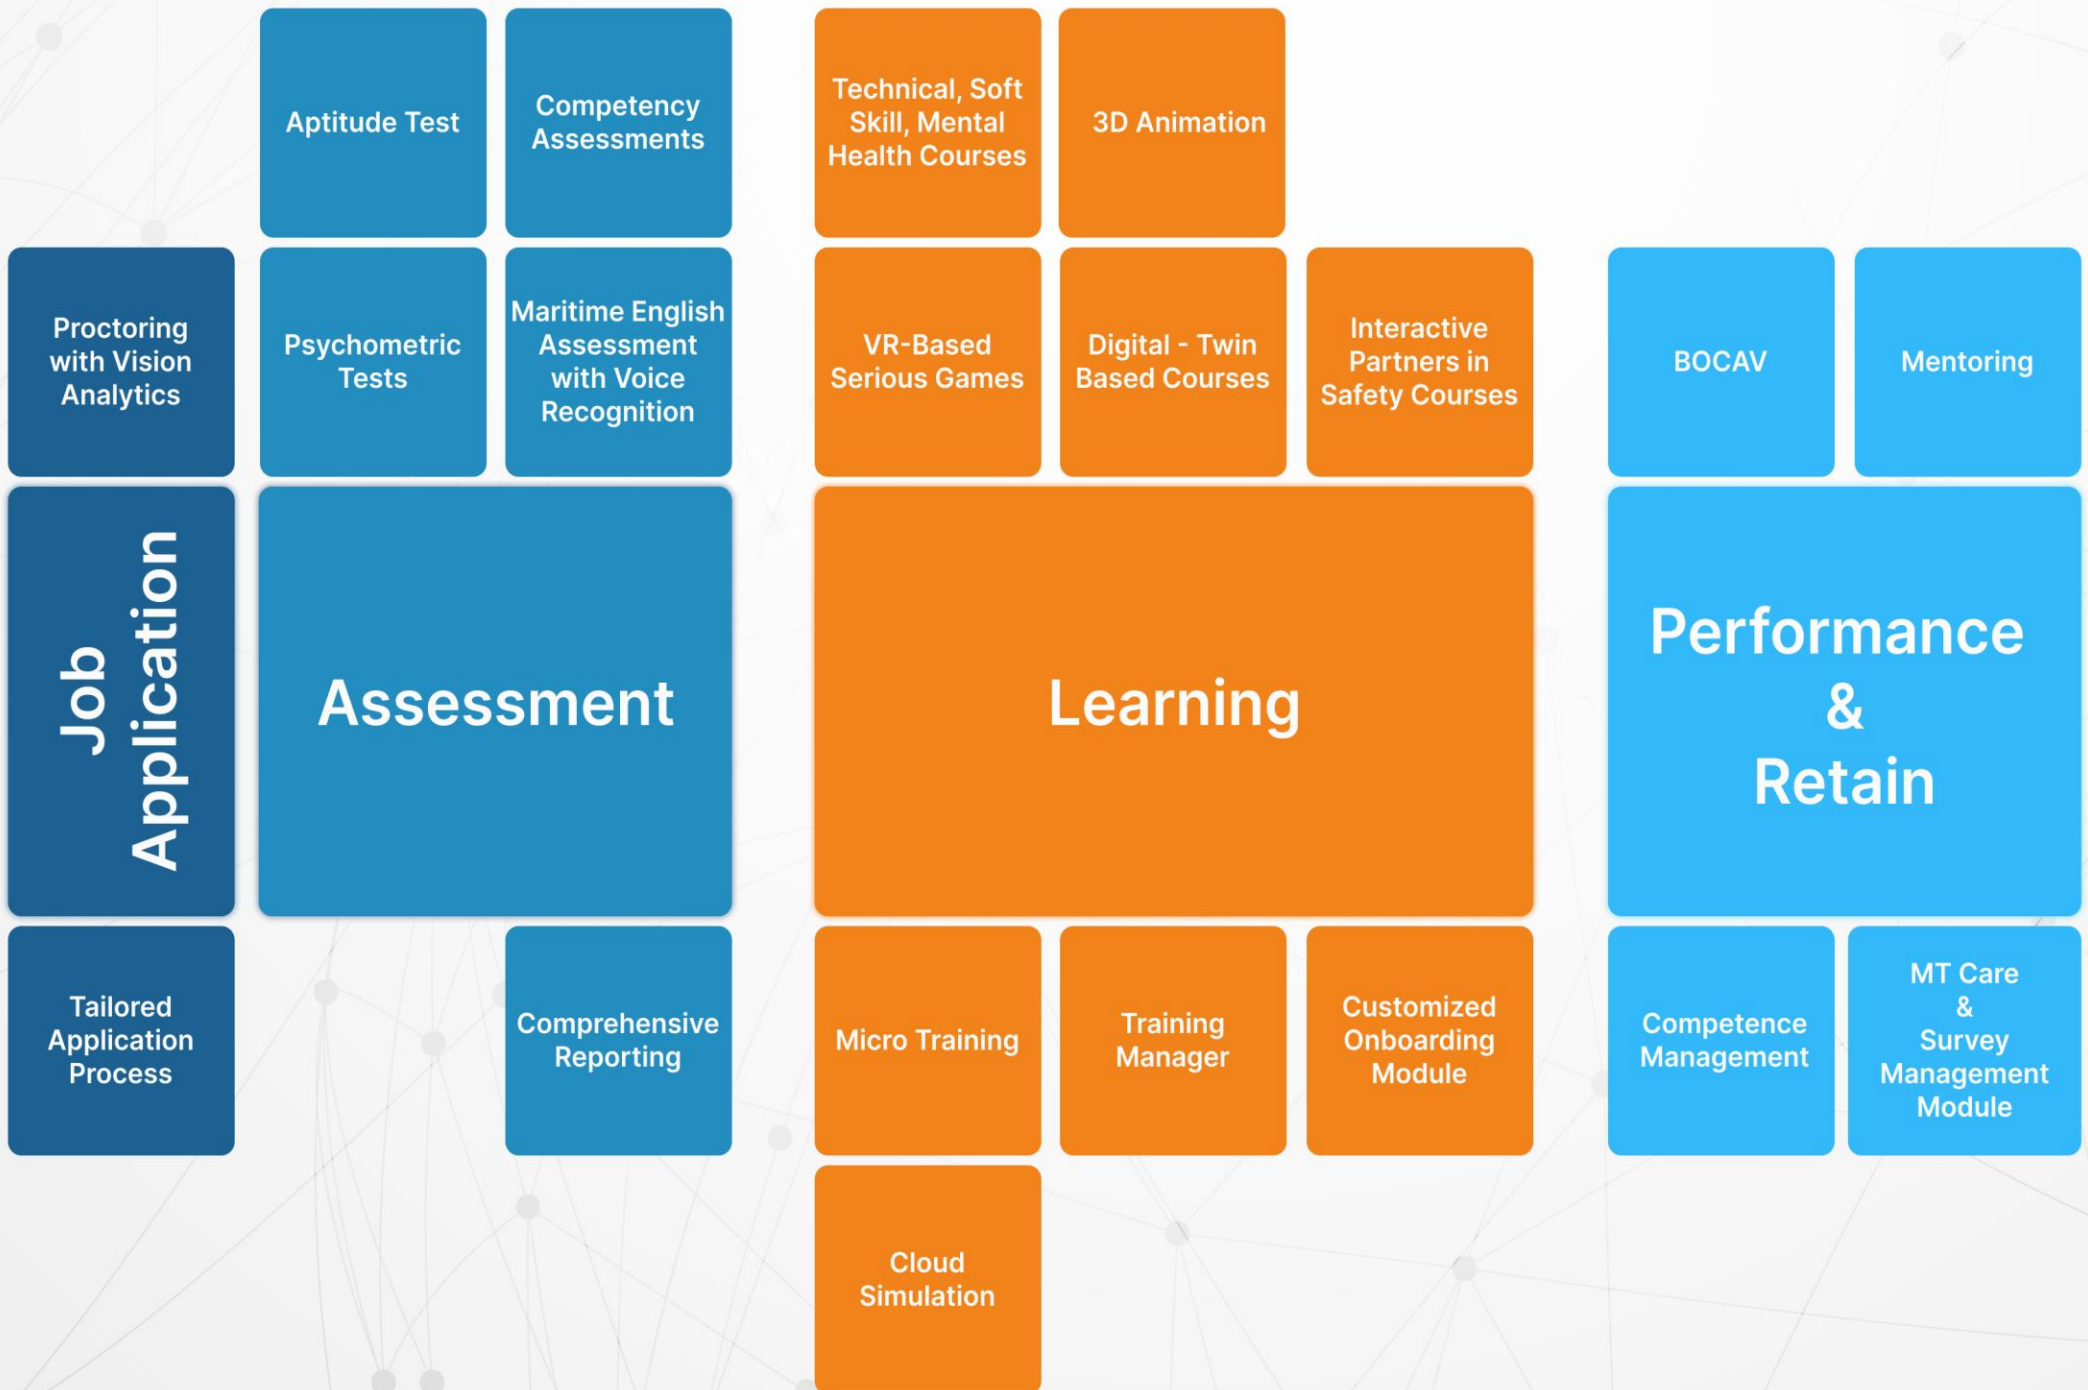 Aptitude Test
Competency
Assessments
Technical, Soft
Skill, Mental
Health Courses
3D Animation
Proctoring
with Vision
Analytics
Psychometric
Tests
Maritime English
Assessment
with Voice
Recognition
VR-Based
Serious Games
Digital - Twin
Based Courses
Interactive
Partners in
Safety Courses
BOCAV
Mentoring
Job
Application
Assessment
Learning
Performance
&
Retain
Tailored
Application
Process
Comprehensive
Reporting
Micro Training
Training
Manager
Customized
Onboarding
Module
Competence
Management
MT Care
&
Survey
Management
Module
Cloud
Simulation